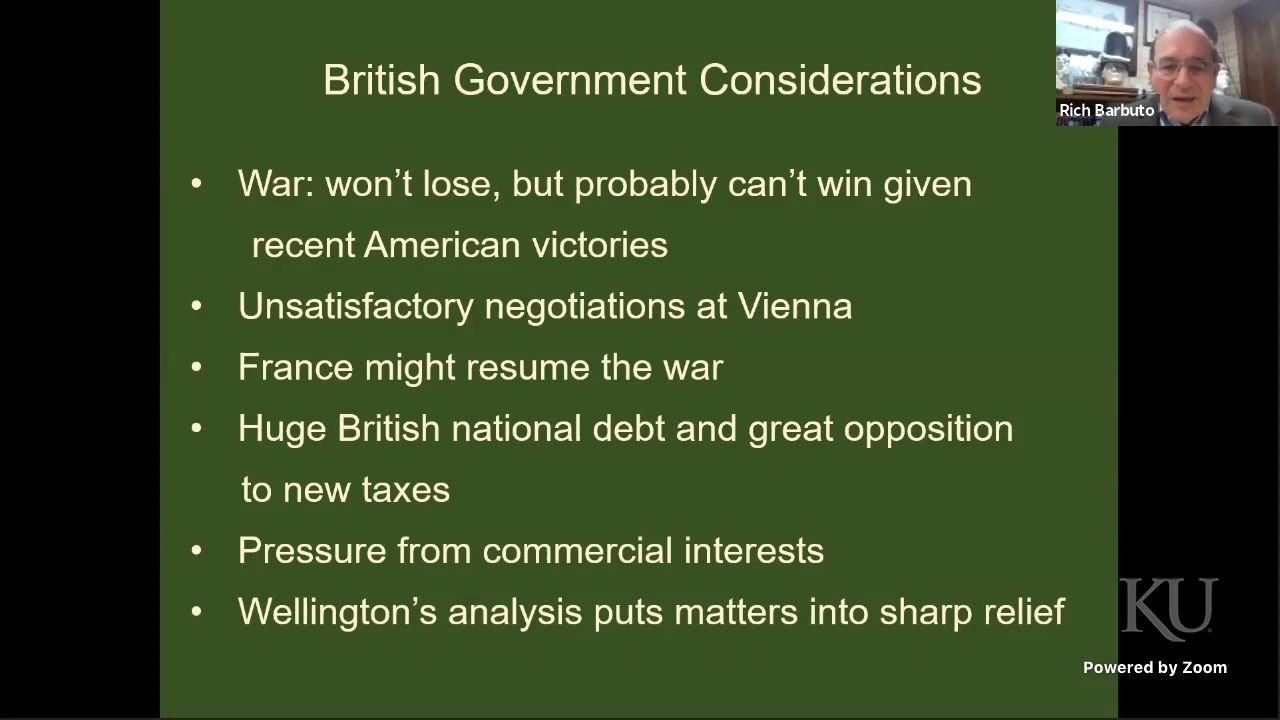 British Government Considerations
Rich Barbuto
• War: won’t lose, but probably can’t win given
recent American victories
• Unsatisfactory negotiations at Vienna
• France might resume the war
• Huge British national debt and great opposition
to new taxes
• Pressure from commercial interests
• Wellington’s analysis puts matters into sharp relief
KU
Powered by Zoom